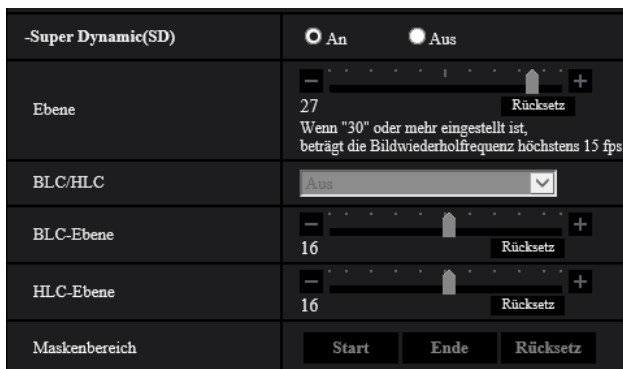 -Super Dynamic(SD) An Aus
Ebene
27 Rücksetz
Wenn "30" oder mehr eingestellt ist,
beträgt die Bildwiederholfrequenz höchstens 15 fps
BLC/HLC Aus
BLC-Ebene
16 Rücksetz
HLC-Ebene
16 Rücksetz
Maskenbereich Start Ende Rücksetz